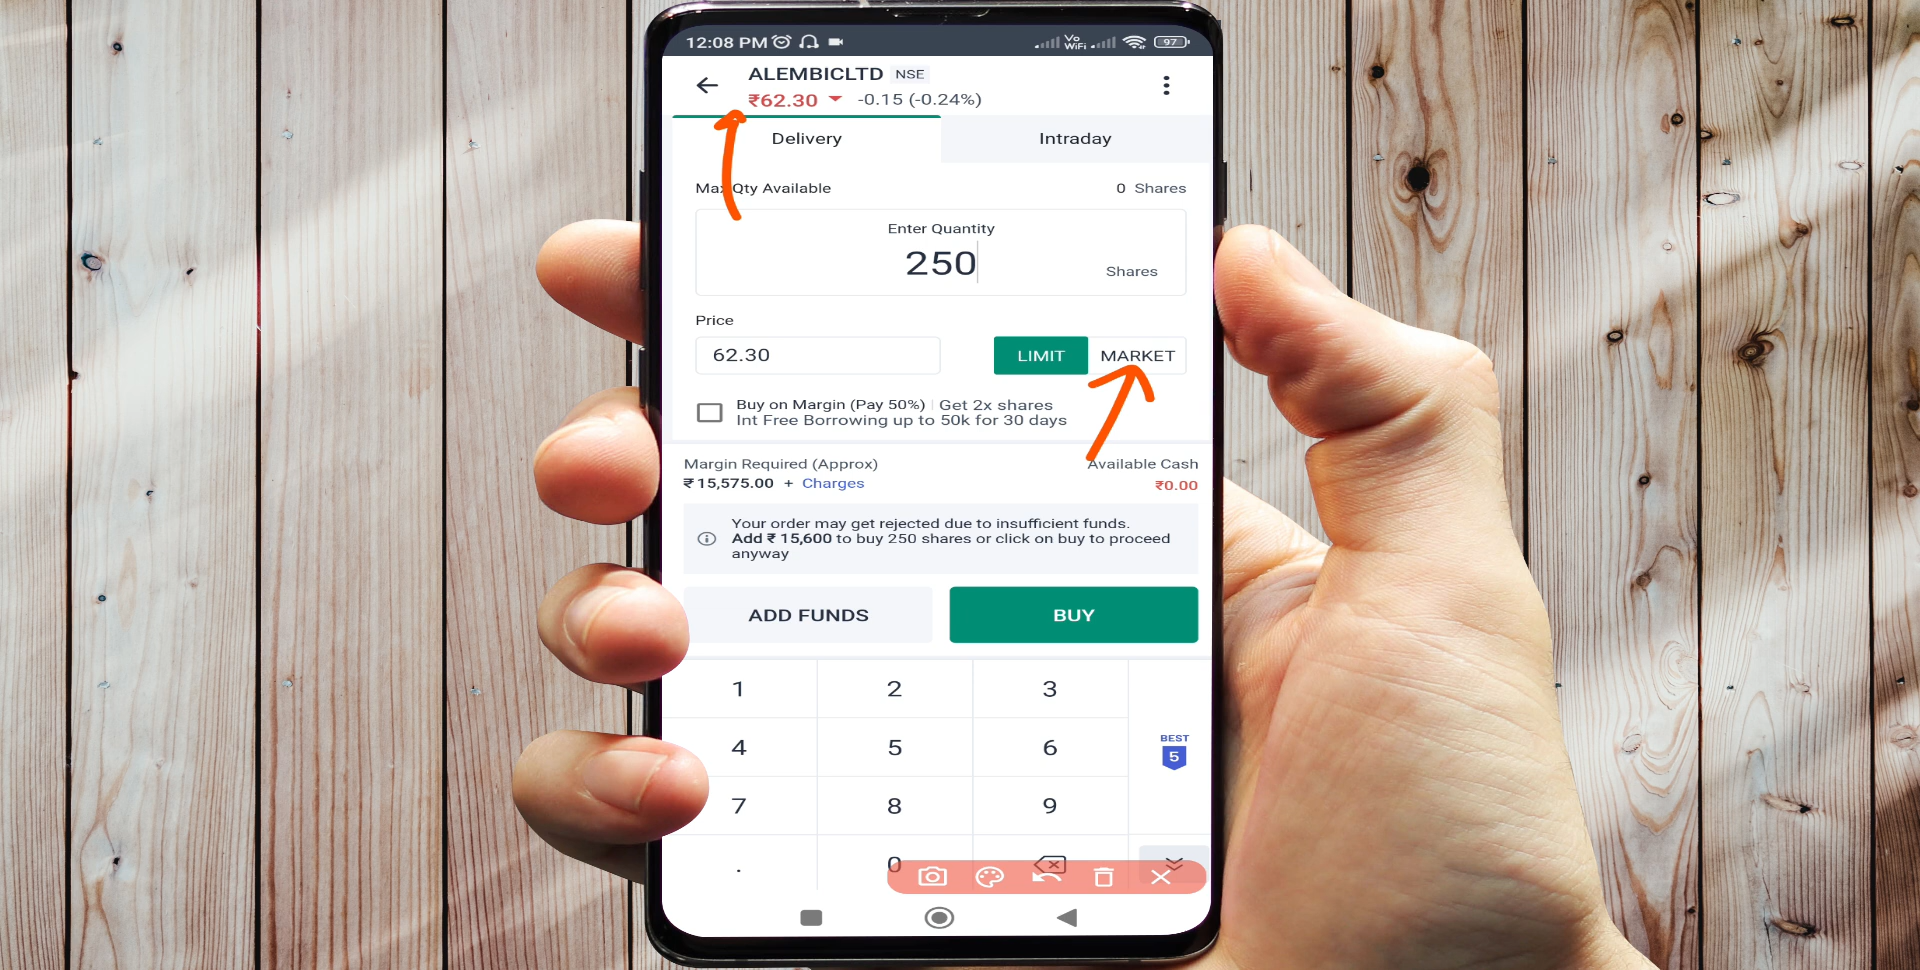 12:08 PM
Vo
WiFi
97
ALEMBICLTD NSE
₹62.30 -0.15 (-0.24%)
Delivery Intraday
Max Qty Available 0 Shares
Enter Quantity
250
Shares
Price
62.30 LIMIT MARKET
Buy on Margin (Pay 50%) | Get 2x shares
Int Free Borrowing up to 50k for 30 days
Margin Required (Approx) Available Cash
₹15,575.00 + Charges ₹0.00
Your order may get rejected due to insufficient funds.
Add ₹ 15,600 to buy 250 shares or click on buy to proceed
anyway
ADD FUNDS BUY
1 2 3
BEST
4 5 6 5
7 8 9
. 0